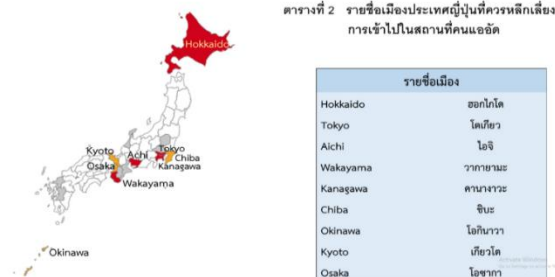 ตารางที่ 2 รายชื่อเมืองประเทศญี่ปุ่นที่ควรหลีกเลี่ยง
การเข้าไปในสถานที่คนแออัด
Hokkaido
Kyoto
Osaka
Achi
Tokyo
Chiba
Kanagawa
Wakayama
Okinawa
รายชื่อเมือง
Hokkaido ฮอกไกโด
Tokyo โตเกียว
Aichi ไอจิ
Wakayama วากายามะ
Kanagawa คานางาวะ
Chiba ชิบะ
Okinawa โอกินาวา
Kyoto เกียวโต
Osaka โอซากา